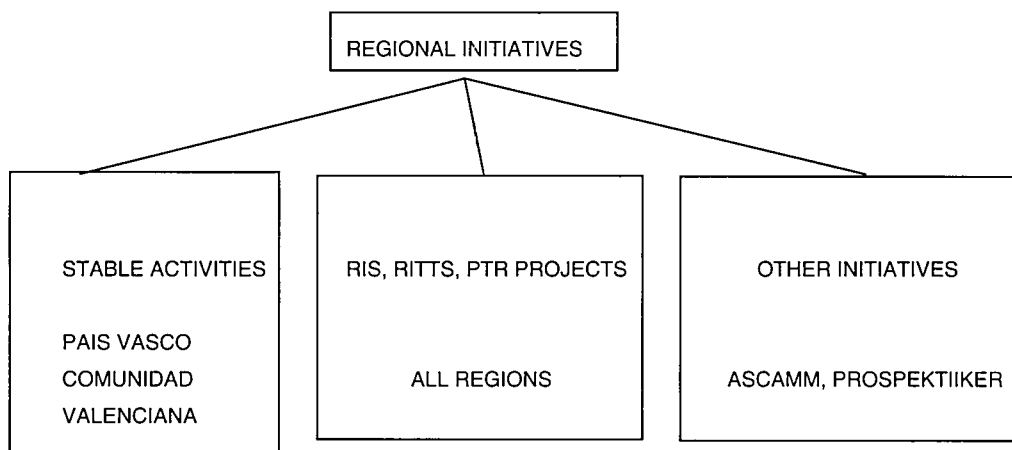 REGIONAL INITIATIVES
STABLE ACTIVITIES
PAIS VASCO
COMUNIDAD
VALENCIANA
RIS, RITTS, PTR PROJECTS
ALL REGIONS
OTHER INITIATIVES
ASCAMM, PROSPEKTIIKER